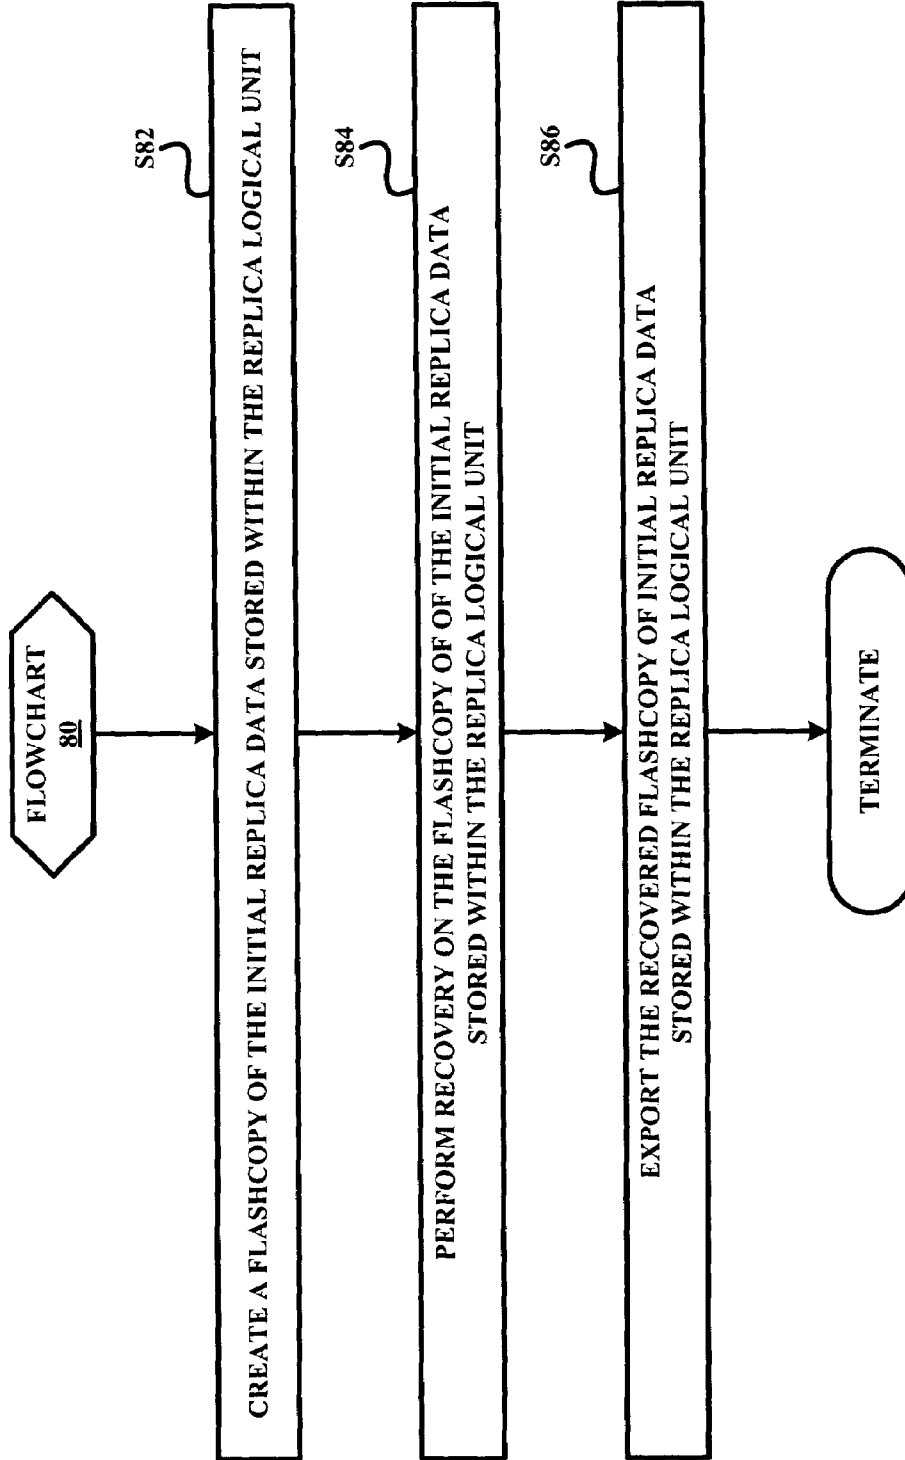 FLOWCHART
80
S82
CREATE A FLASHCOPY OF THE INITIAL REPLICA DATA STORED WITHIN THE REPLICA LOGICAL UNIT
S84
PERFORM RECOVERY ON THE FLASHCOPY OF OF THE INITIAL REPLICA DATA
STORED WITHIN THE REPLICA LOGICAL UNIT
S86
EXPORT THE RECOVERED FLASHCOPY OF INITIAL REPLICA DATA
STORED WITHIN THE REPLICA LOGICAL UNIT
TERMINATE